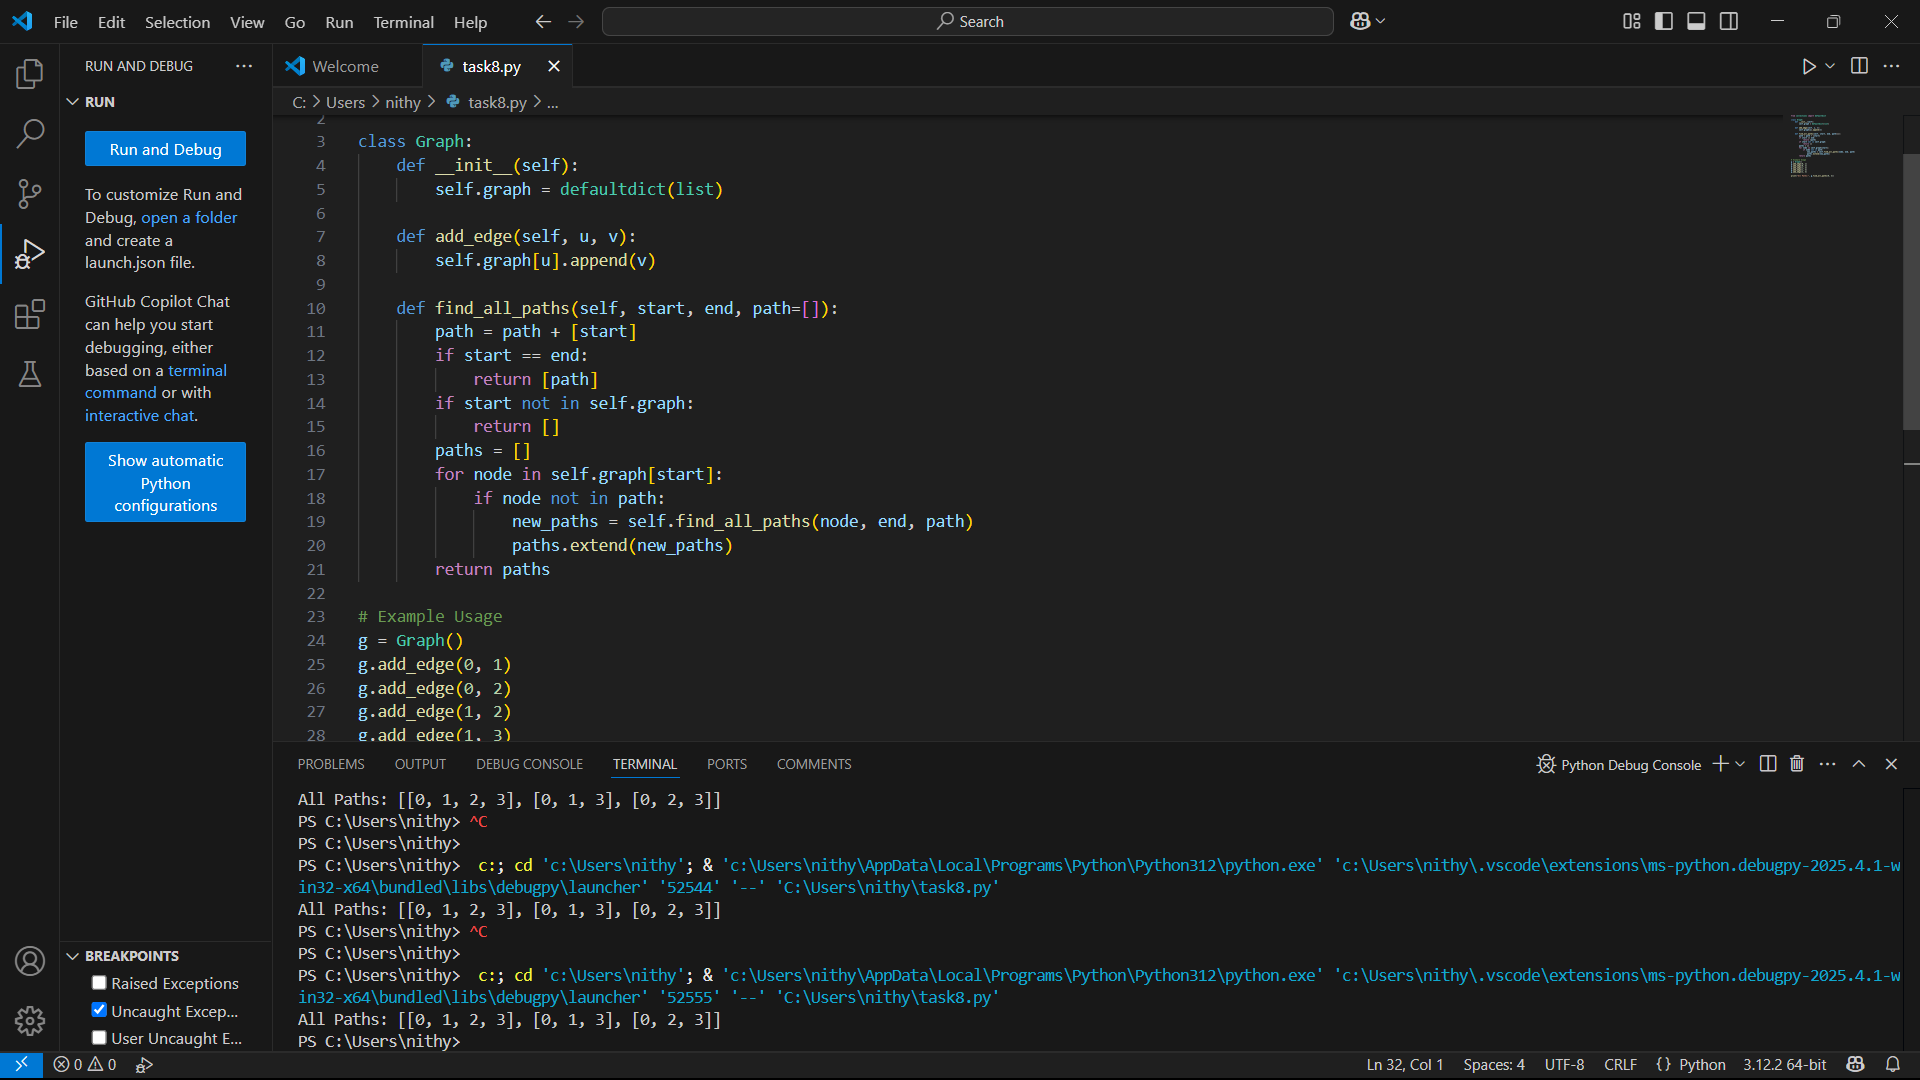 File Edit Selection View Go Run Terminal Help
Search
RUN AND DEBUG ···
RUN
Run and Debug
To customize Run and
Debug, open a folder
and create a
launch.json file.
GitHub Copilot Chat
can help you start
debugging, either
based on a terminal
command or with
interactive chat.
Show automatic
Python
configurations
BREAKPOINTS
Raised Exceptions
Uncaught Excep...
User Uncaught E...
Welcome task8.py
C: > Users > nithy > task8.py > ...
2
3 class Graph:
4 def __init__(self):
5 self.graph = defaultdict(list)
6
7 def add_edge(self, u, v):
8 self.graph[u].append(v)
9
10 def find_all_paths(self, start, end, path=[]):
11 path = path + [start]
12 if start == end:
13 return [path]
14 if start not in self.graph:
15 return []
16 paths = []
17 for node in self.graph[start]:
18 if node not in path:
19 new_paths = self.find_all_paths(node, end, path)
20 paths.extend(new_paths)
21 return paths
22
23 # Example Usage
24 g = Graph()
25 g.add_edge(0, 1)
26 g.add_edge(0, 2)
27 g.add_edge(1, 2)
28 g.add_edge(1, 3)
PROBLEMS OUTPUT DEBUG CONSOLE TERMINAL PORTS COMMENTS
Python Debug Console
All Paths: [[0, 1, 2, 3], [0, 1, 3], [0, 2, 3]]
PS C:\Users\nithy> ^C
PS C:\Users\nithy>
PS C:\Users\nithy> c:; cd 'c:\Users\nithy'; & 'c:\Users\nithy\AppData\Local\Programs\Python\Python312\python.exe' 'c:\Users\nithy\.vscode\extensions\ms-python.debugpy-2025.4.1-w
in32-x64\bundled\libs\debugpy\launcher' '52544' '--' 'C:\Users\nithy\task8.py'
All Paths: [[0, 1, 2, 3], [0, 1, 3], [0, 2, 3]]
PS C:\Users\nithy> ^C
PS C:\Users\nithy>
PS C:\Users\nithy> c:; cd 'c:\Users\nithy'; & 'c:\Users\nithy\AppData\Local\Programs\Python\Python312\python.exe' 'c:\Users\nithy\.vscode\extensions\ms-python.debugpy-2025.4.1-w
in32-x64\bundled\libs\debugpy\launcher' '52555' '--' 'C:\Users\nithy\task8.py'
All Paths: [[0, 1, 2, 3], [0, 1, 3], [0, 2, 3]]
PS C:\Users\nithy>
0 0 Ln 32, Col 1 Spaces: 4 UTF-8 CRLF {} Python 3.12.2 64-bit